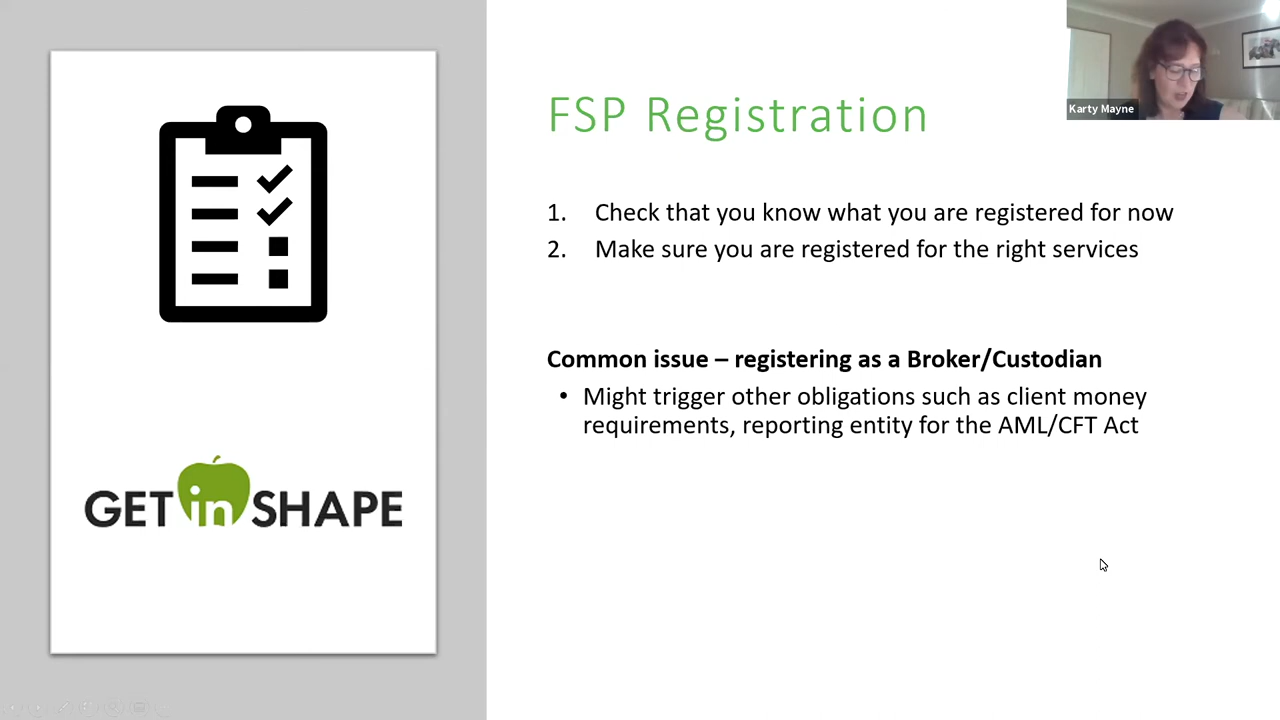 FSP Registration
Karty Mayne
1. Check that you know what you are registered for now
2. Make sure you are registered for the right services
Common issue – registering as a Broker/Custodian
• Might trigger other obligations such as client money
requirements, reporting entity for the AML/CFT Act
GET in SHAPE